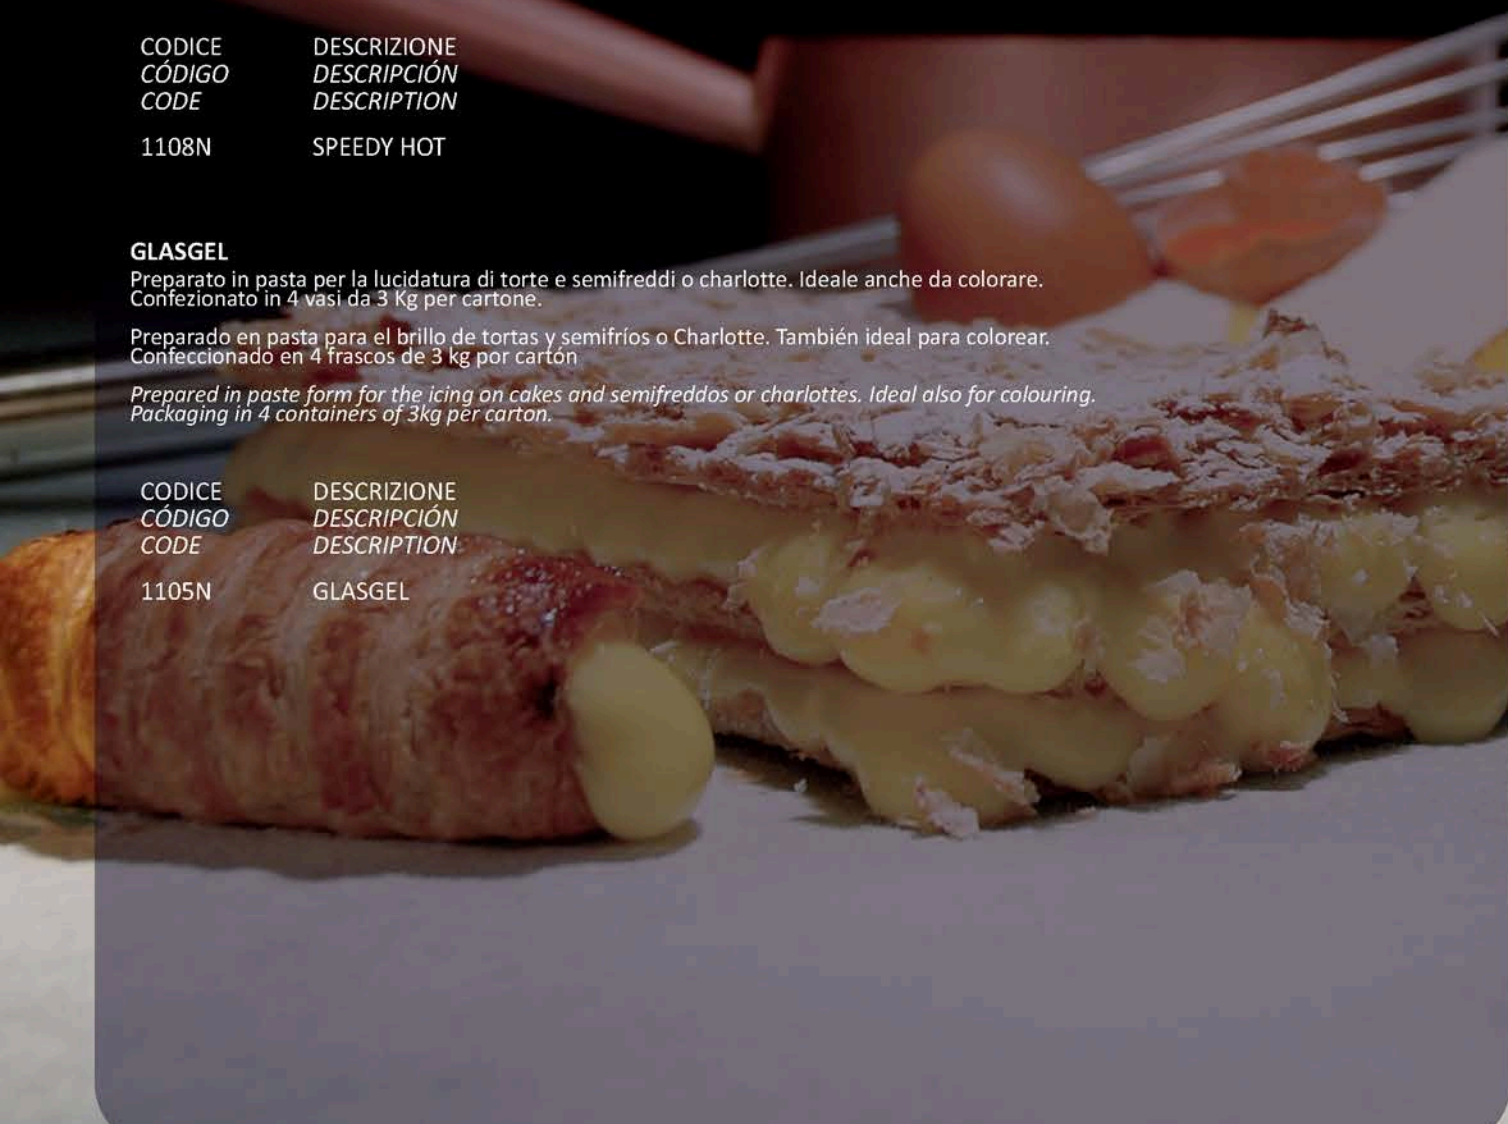 CODICE DESCRIZIONE
CÓDIGO DESCRIPCIÓN
CODE DESCRIPTION
1108N SPEEDY HOT
GLASGEL
Preparato in pasta per la lucidatura di torte e semifreddi o charlotte. Ideale anche da colorare.
Confezionato in 4 vasi da 3 Kg per cartone.
Preparado en pasta para el brillo de tortas y semifríos o Charlotte. También ideal para colorear.
Confeccionado en 4 frascos de 3 kg por cartón
Prepared in paste form for the icing on cakes and semifreddos or charlottes. Ideal also for colouring.
Packaging in 4 containers of 3kg per carton.
CODICE DESCRIZIONE
CÓDIGO DESCRIPCIÓN
CODE DESCRIPTION
1105N GLASGEL